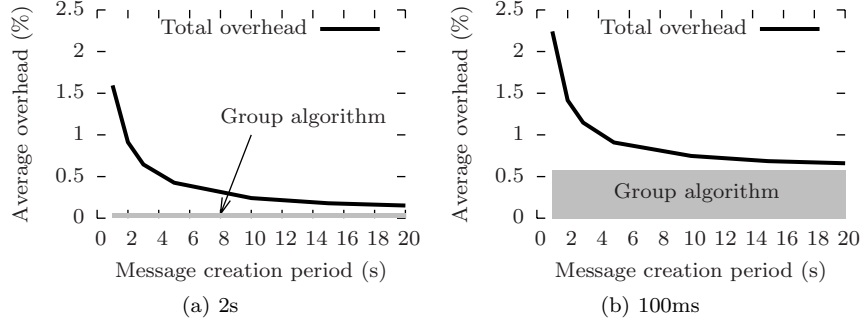 2.5
2
1.5
1
0.5
0
0 2 4 6 8 10 12 14 16 18 20
Average overhead (%)
Message creation period (s)
Total overhead
Group algorithm
(a) 2s
2.5
2
1.5
1
0.5
0
0 2 4 6 8 10 12 14 16 18 20
Average overhead (%)
Message creation period (s)
Total overhead
Group algorithm
(b) 100ms